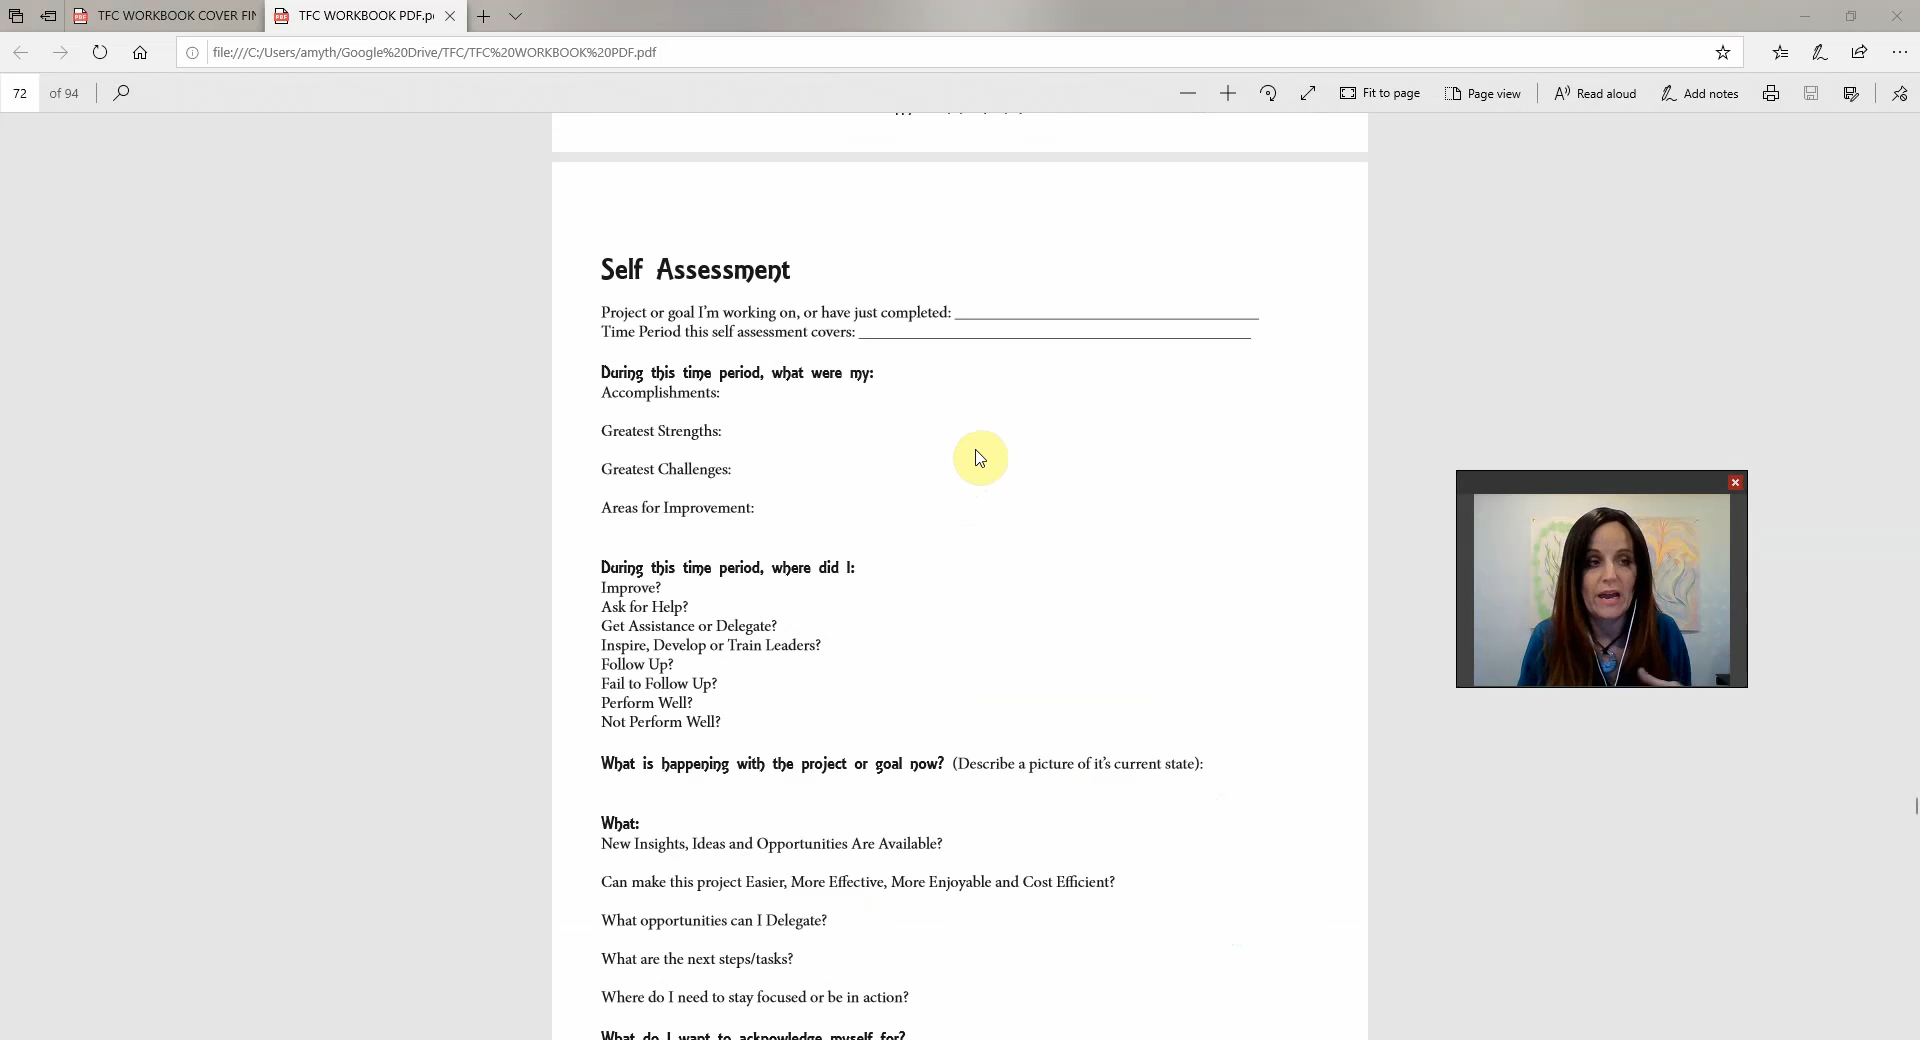 TFC WORKBOOK COVER FIN
TFC WORKBOOK PDF.p
file:///C:/Users/amyth/Google%20Drive/TFC/TFC%20WORKBOOK%20PDF.pdf
72 of 94
Fit to page
Page view
Read aloud
Add notes
Self Assessment
Project or goal I'm working on, or have just completed:
Time Period this self assessment covers:
During this time period, what were my:
Accomplishments:
Greatest Strengths:
Greatest Challenges:
Areas for Improvement:
During this time period, where did I:
Improve?
Ask for Help?
Get Assistance or Delegate?
Inspire, Develop or Train Leaders?
Follow Up?
Fail to Follow Up?
Perform Well?
Not Perform Well?
What is happening with the project or goal now? (Describe a picture of it's current state):
What:
New Insights, Ideas and Opportunities Are Available?
Can make this project Easier, More Effective, More Enjoyable and Cost Efficient?
What opportunities can I Delegate?
What are the next steps/tasks?
Where do I need to stay focused or be in action?
What do I want to acknowledge myself for?